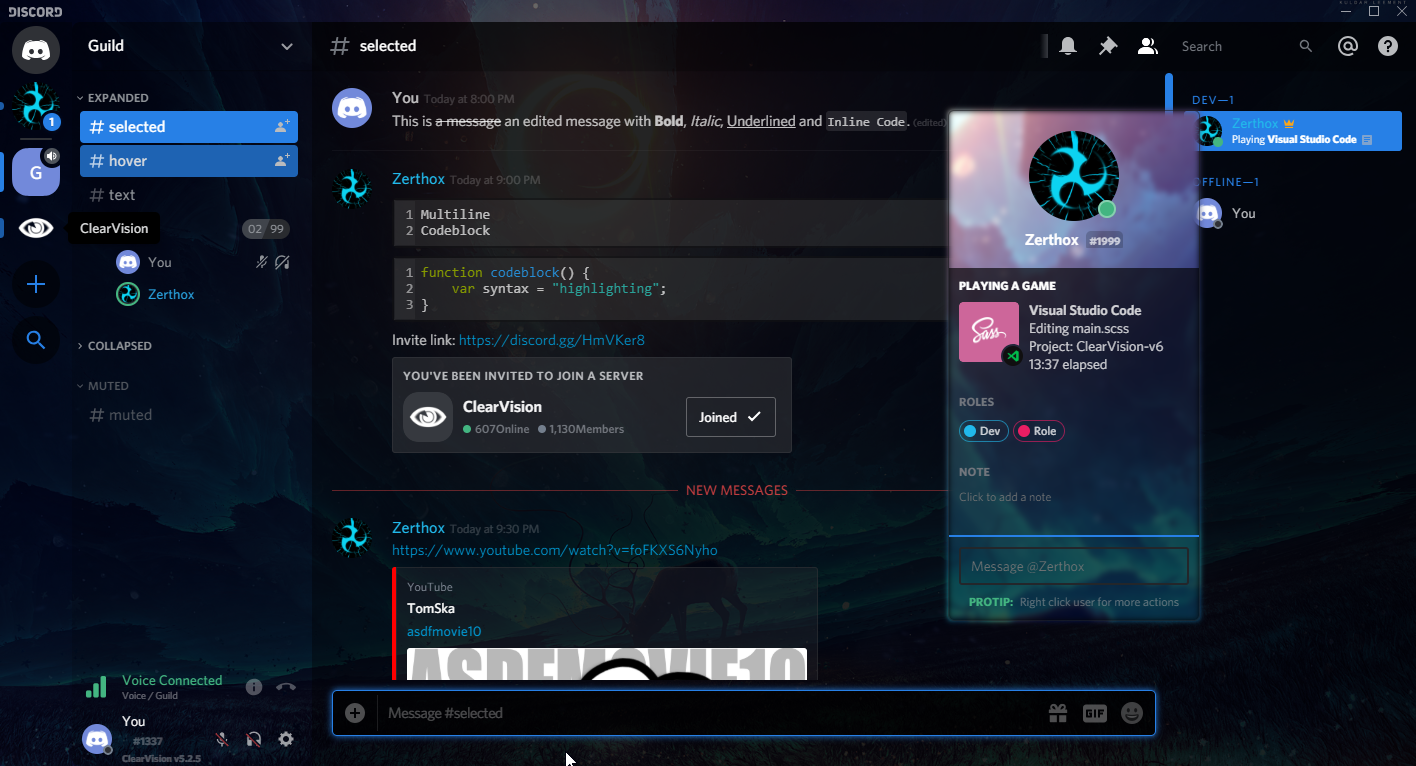 DISCORD
Guild
EXPANDED
selected
hover
text
ClearVision
02 99
You
Zerthox
COLLAPSED
MUTED
muted
Voice Connected
Voice / Guild
You
#1337
ClearVision v5.2.5
1
G
# selected
Search
You Today at 8:00 PM
This is a message an edited message with Bold, Italic, Underlined and Inline Code. (edited)
Zerthox Today at 9:00 PM
1 Multiline
2 Codeblock
1 function codeblock() {
2 var syntax = "highlighting";
3 }
Invite link: https://discord.gg/HmVKer8
YOU'VE BEEN INVITED TO JOIN A SERVER
ClearVision
607Online 1,130Members
Joined
NEW MESSAGES
Zerthox Today at 9:30 PM
https://www.youtube.com/watch?v=foFKXS6Nyho
YouTube
TomSka
asdfmovie10
ASDFMOVIE10
Message #selected
GIF
Zerthox #1999
PLAYING A GAME
Sass
Visual Studio Code
Editing main.scss
Project: ClearVision-v6
13:37 elapsed
ROLES
Dev Role
NOTE
Click to add a note
Message @Zerthox
PROTIP: Right click user for more actions
DEV—1
Zerthox
Playing Visual Studio Code
OFFLINE—1
You